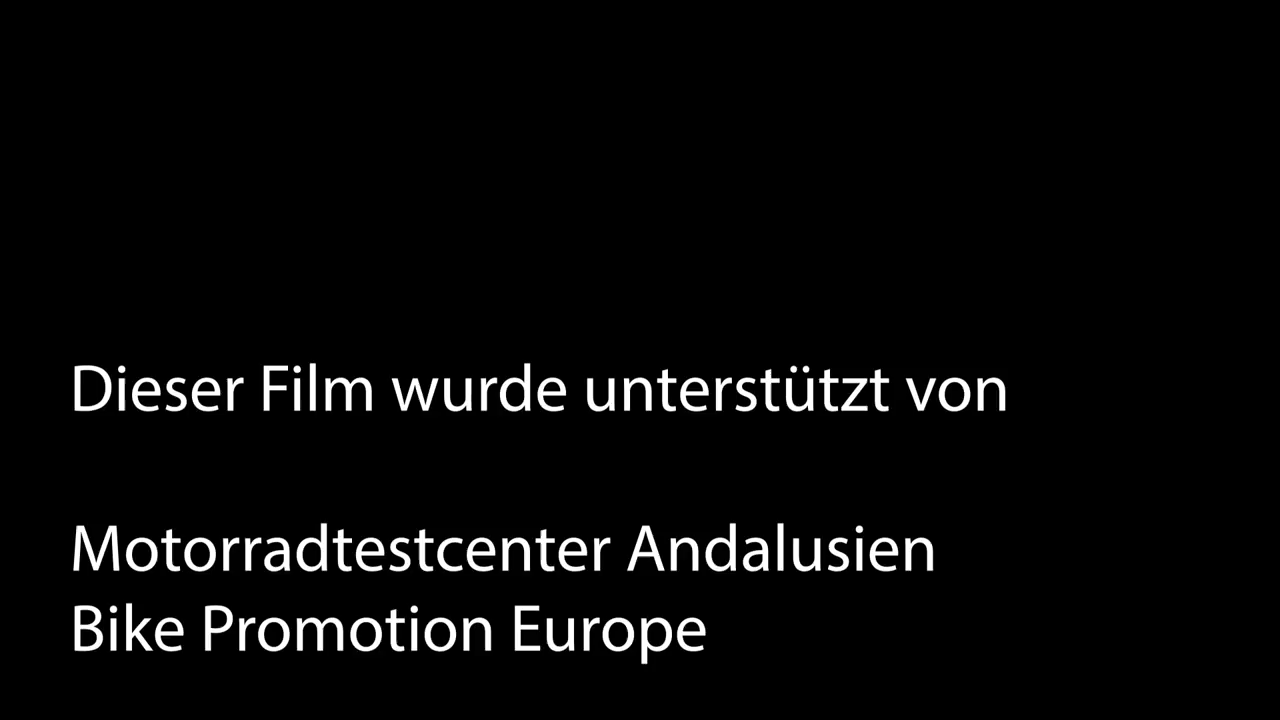 Dieser Film wurde unterstützt von
Motorradtestcenter Andalusien
Bike Promotion Europe